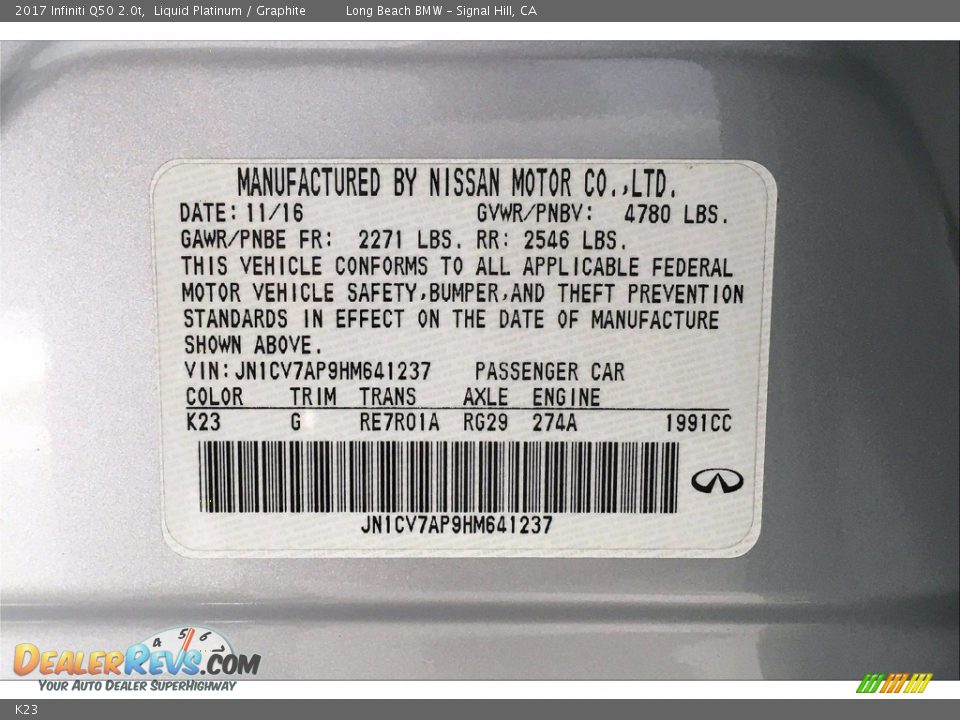 2017 Infiniti Q50 2.0t, Liquid Platinum / Graphite Long Beach BMW - Signal Hill, CA
MANUFACTURED BY NISSAN MOTOR CO.,LTD.
DATE: 11/16 GVWR/PNBV: 4780 LBS.
GAWR/PNBE FR: 2271 LBS. RR: 2546 LBS.
THIS VEHICLE CONFORMS TO ALL APPLICABLE FEDERAL
MOTOR VEHICLE SAFETY,BUMPER,AND THEFT PREVENTION
STANDARDS IN EFFECT ON THE DATE OF MANUFACTURE
SHOWN ABOVE.
VIN:JN1CV7AP9HM641237 PASSENGER CAR
COLOR TRIM TRANS AXLE ENGINE
K23 G RE7R01A RG29 274A 1991CC
JN1CV7AP9HM641237
4 5 6
DEALERREVS.COM
YOUR AUTO DEALER SUPERHIGHWAY
K23